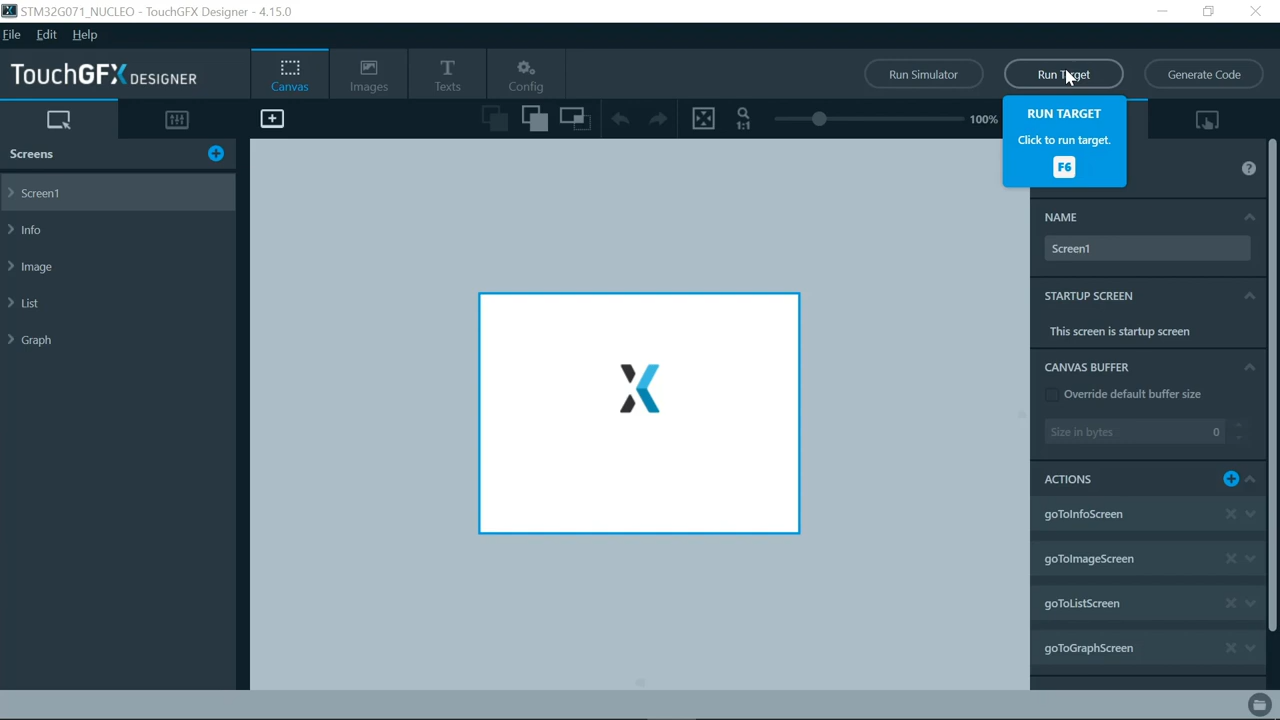 STM32G071_NUCLEO - TouchGFX Designer - 4.15.0
File Edit Help
TouchGFX DESIGNER
Canvas
Images
Texts
Config
Run Simulator
Run Target
Generate Code
1:1
100%
RUN TARGET
Click to run target.
F6
Screens
Screen1
Info
Image
List
Graph
NAME
Screen1
STARTUP SCREEN
This screen is startup screen
CANVAS BUFFER
Override default buffer size
Size in bytes 0
ACTIONS
goToInfoScreen
goToImageScreen
goToListScreen
goToGraphScreen